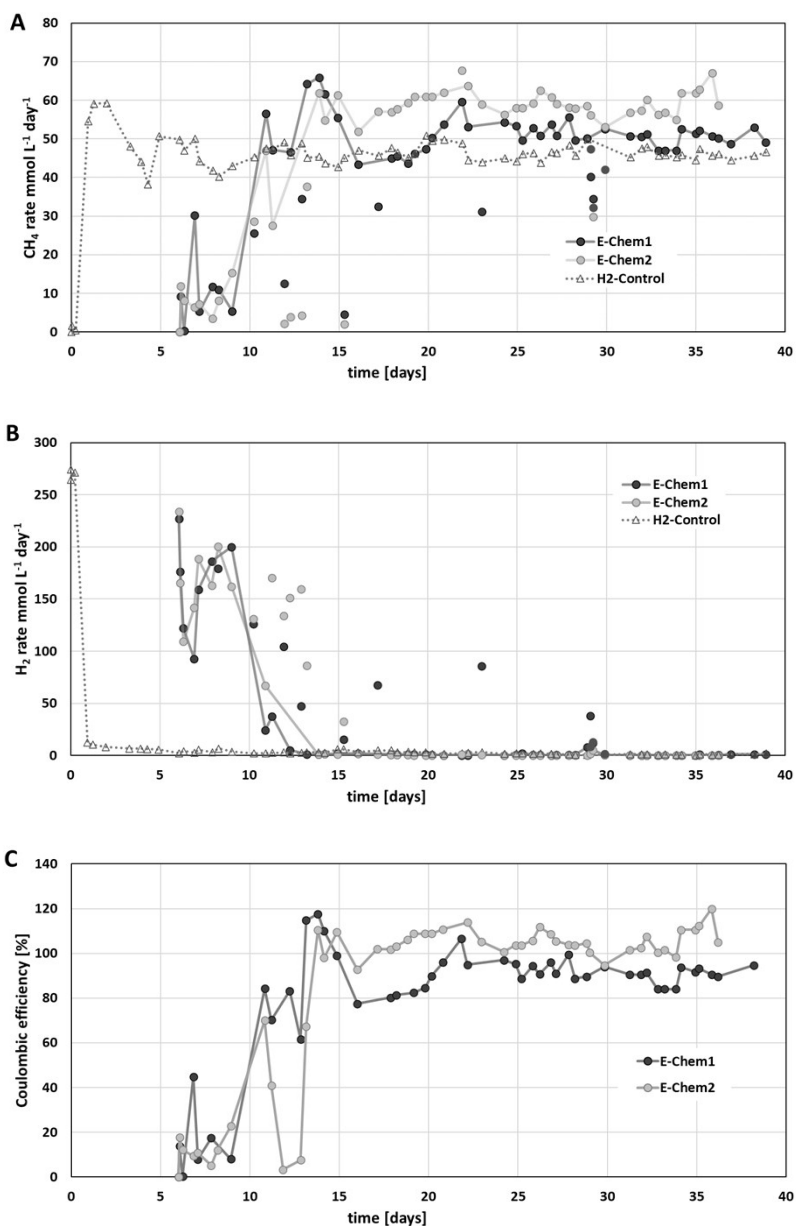 A
CH₄ rate mmol L⁻¹ day⁻¹
80
70
60
50
40
30
20
10
0
E-Chem1
E-Chem2
H2-Control
0 5 10 15 20 25 30 35 40
time [days]
B
H₂ rate mmol L⁻¹ day⁻¹
300
250
200
150
100
50
0
E-Chem1
E-Chem2
H2-Control
0 5 10 15 20 25 30 35 40
time [days]
C
Coulombic efficiency [%]
140
120
100
80
60
40
20
0
E-Chem1
E-Chem2
0 5 10 15 20 25 30 35 40
time [days]